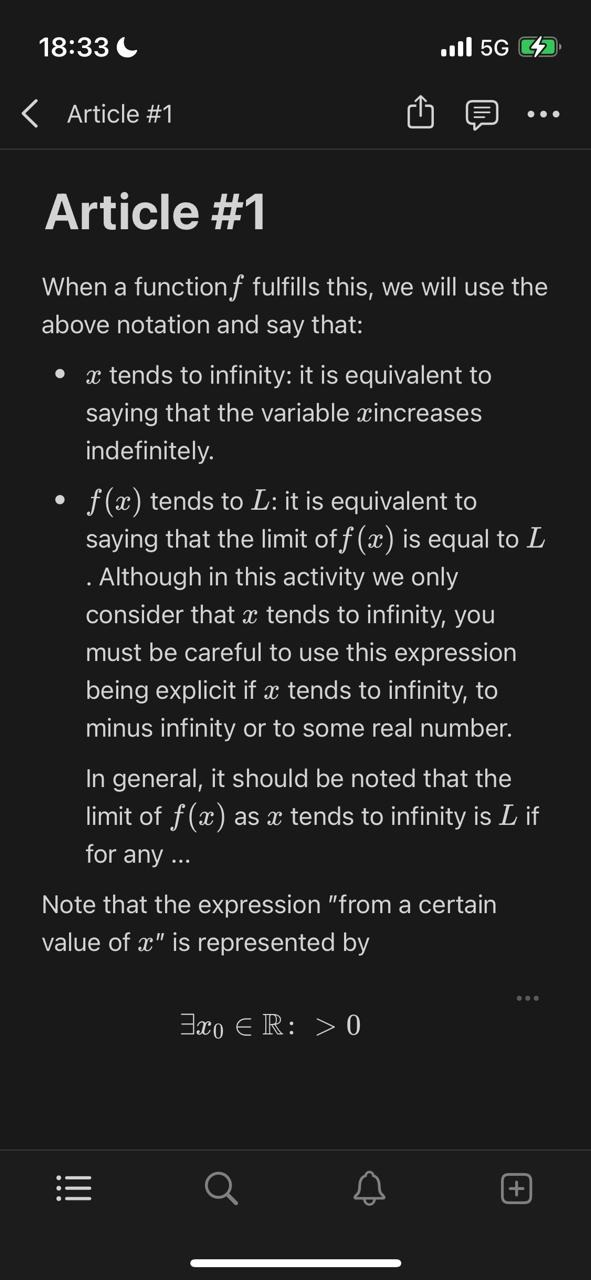 18:33
5G
Article #1
Article #1
When a function f fulfills this, we will use the
above notation and say that:
• x tends to infinity: it is equivalent to
saying that the variable xincreases
indefinitely.
• f(x) tends to L: it is equivalent to
saying that the limit of f(x) is equal to L
. Although in this activity we only
consider that x tends to infinity, you
must be careful to use this expression
being explicit if x tends to infinity, to
minus infinity or to some real number.
In general, it should be noted that the
limit of f(x) as x tends to infinity is L if
for any ...
Note that the expression "from a certain
value of x" is represented by
∃x₀ ∈ ℝ: > 0